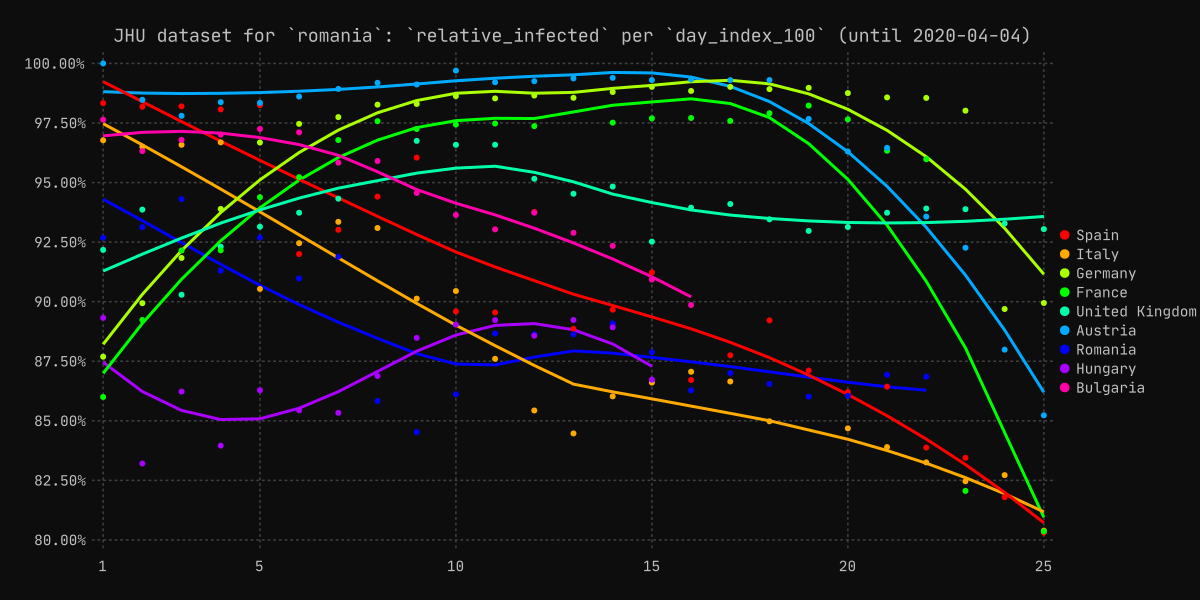 JHU dataset for `romania`: `relative_infected` per `day_index_100` (until 2020-04-04)
100.00%
97.50%
95.00%
92.50%
90.00%
87.50%
85.00%
82.50%
80.00%
1 5 10 15 20 25
Spain
Italy
Germany
France
United Kingdom
Austria
Romania
Hungary
Bulgaria